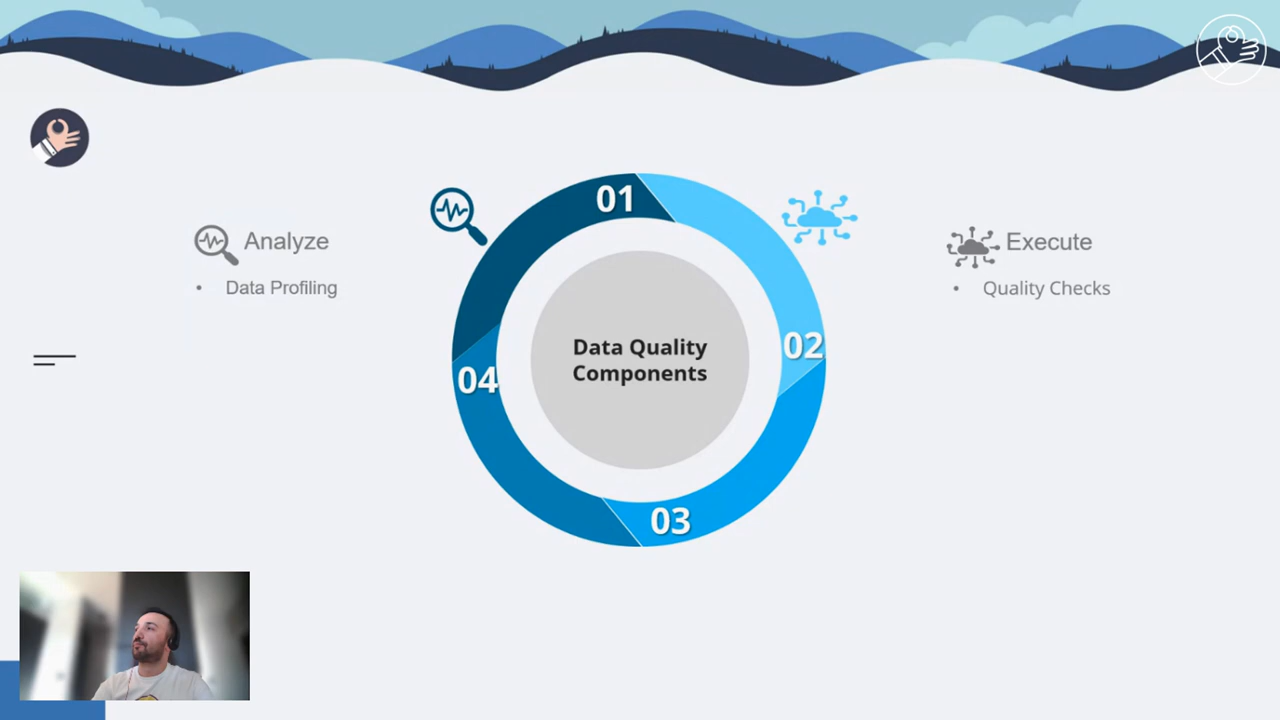 01
Analyze
• Data Profiling
Execute
• Quality Checks
Data Quality
Components
02
04
03